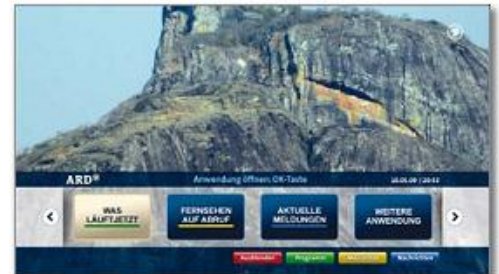 ARD
Anwendung öffnen: OK-Taste
WAS
LÄUFT JETZT
FERNSEHEN
AUF ABRUF
AKTUELLE
MELDUNGEN
WEITERE
ANWENDUNG
Ausblenden Programm Nachrichten